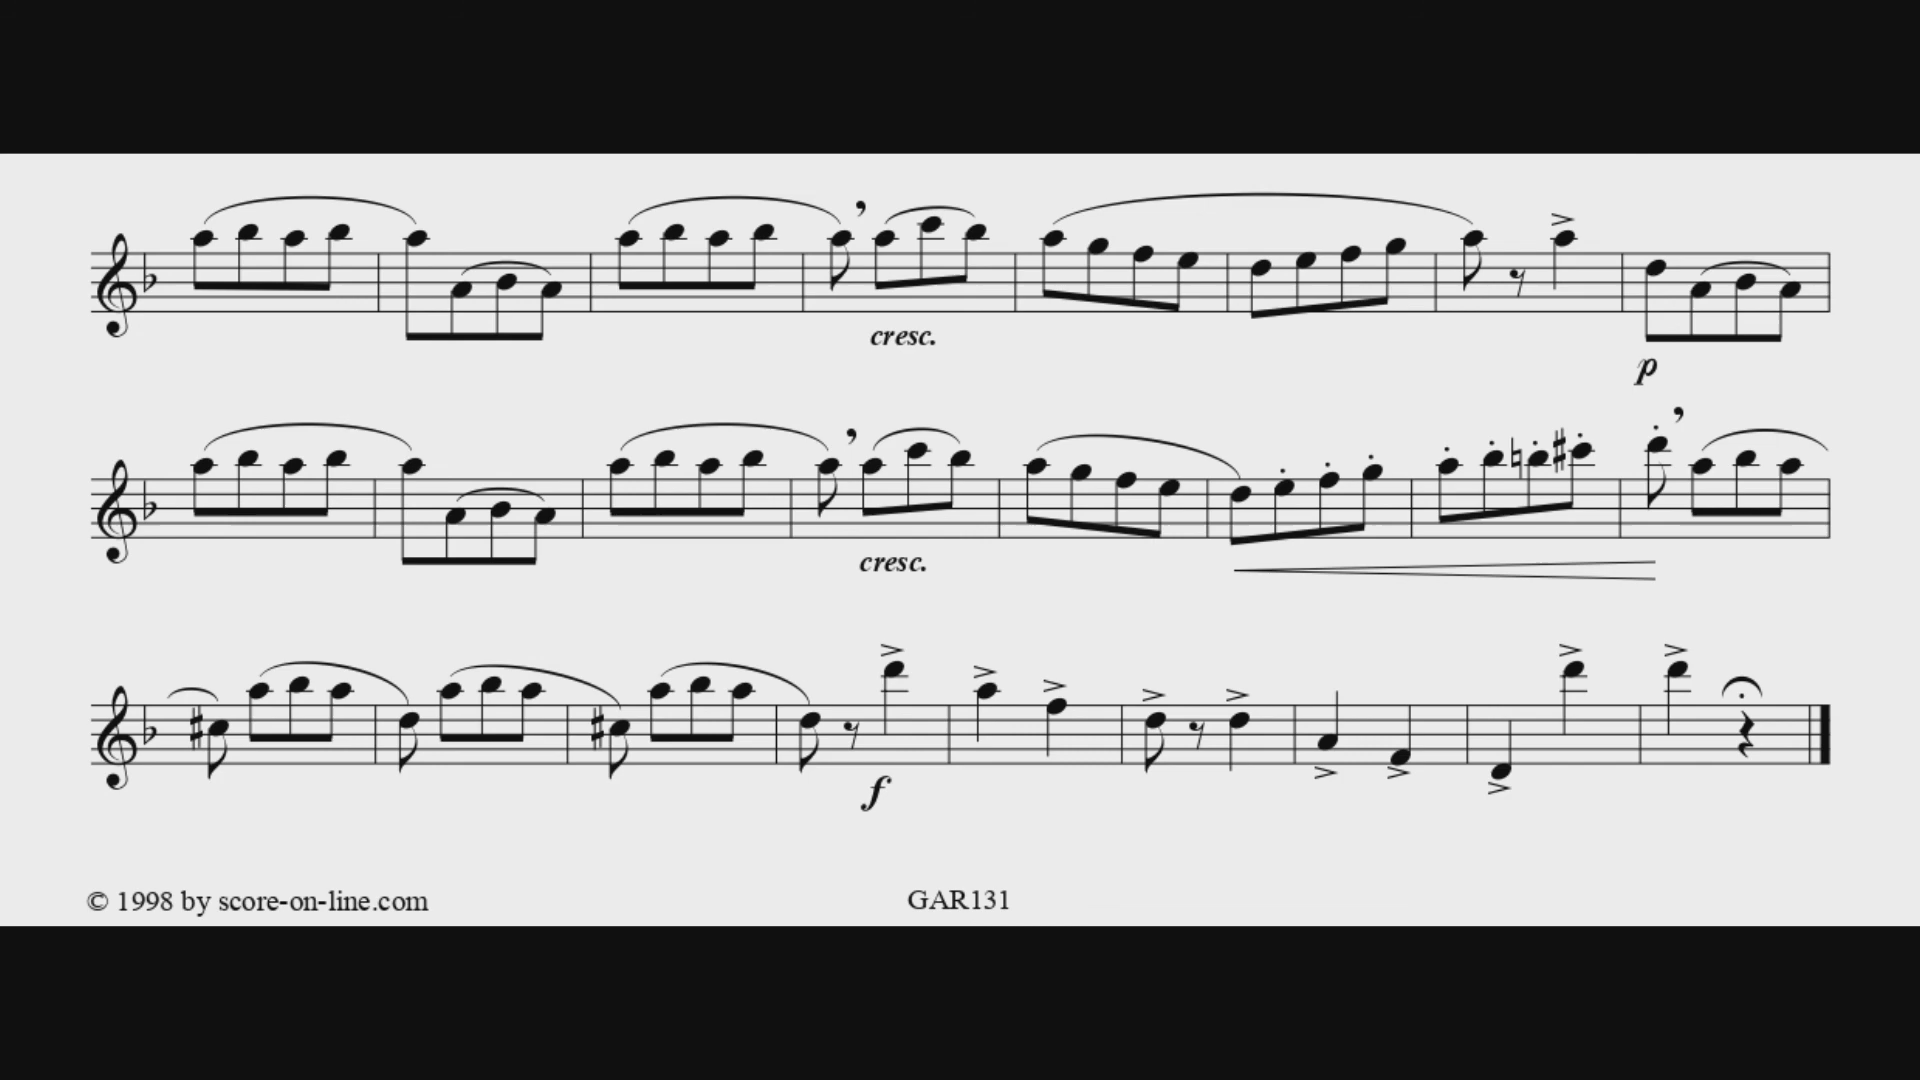 cresc.
p
cresc.
f
© 1998 by score-on-line.com
GAR131